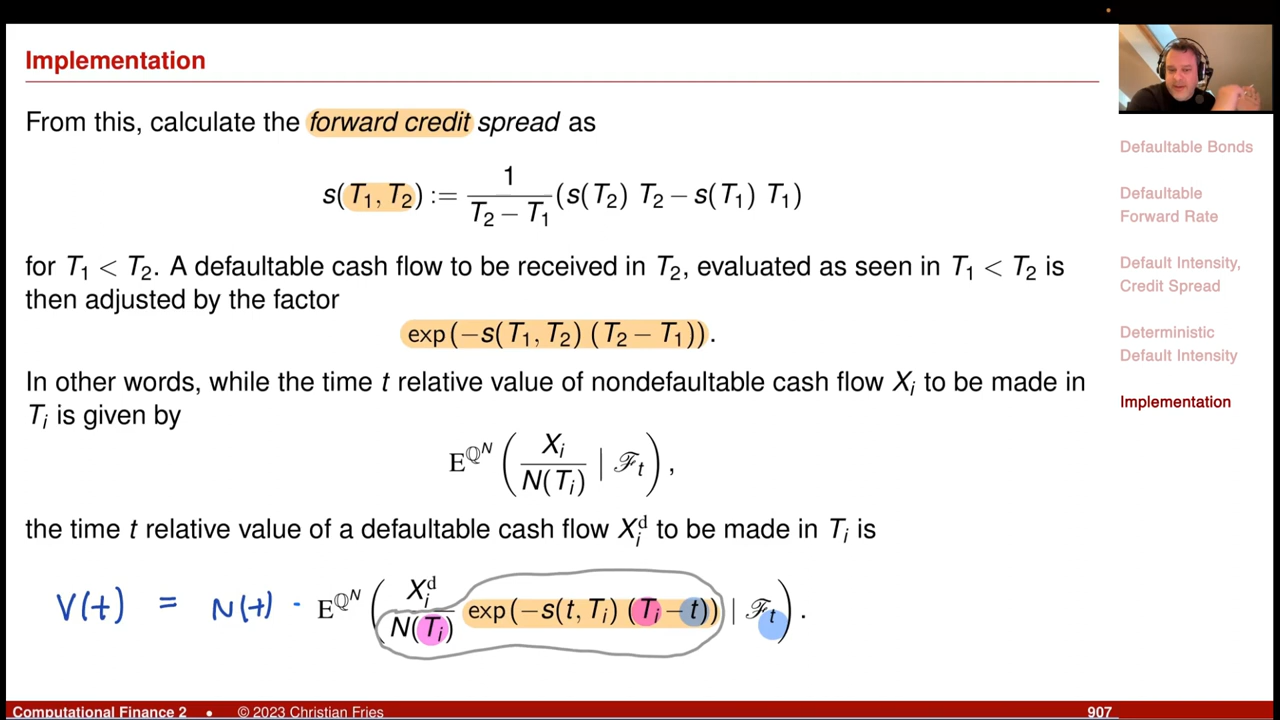 Implementation
From this, calculate the forward credit spread as
s(T₁, T₂) := 1/(T₂ − T₁) (s(T₂) T₂ − s(T₁) T₁)
for T₁ < T₂. A defaultable cash flow to be received in T₂, evaluated as seen in T₁ < T₂ is
then adjusted by the factor
exp(−s(T₁, T₂) (T₂ − T₁)).
In other words, while the time t relative value of nondefaultable cash flow Xᵢ to be made in
Tᵢ is given by
E^{ℚ^N} ( Xᵢ / N(Tᵢ) | ℱₜ ),
the time t relative value of a defaultable cash flow Xᵢᵈ to be made in Tᵢ is
V(t) = N(t) · E^{ℚ^N} ( Xᵢᵈ / N(Tᵢ) exp(−s(t, Tᵢ) (Tᵢ − t)) | ℱₜ ).
Defaultable Bonds
Defaultable
Forward Rate
Default Intensity,
Credit Spread
Deterministic
Default Intensity
Implementation
Computational Finance 2 • © 2023 Christian Fries 907